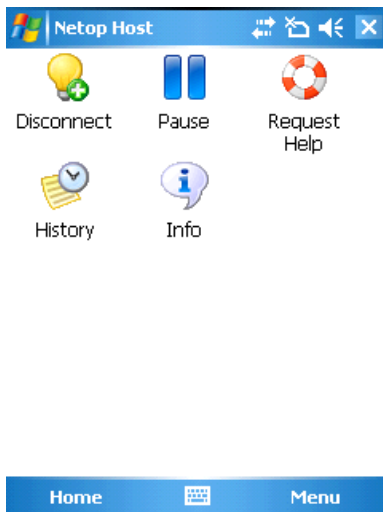 Netop Host
Disconnect
Pause
Request
Help
History
Info
Home
Menu